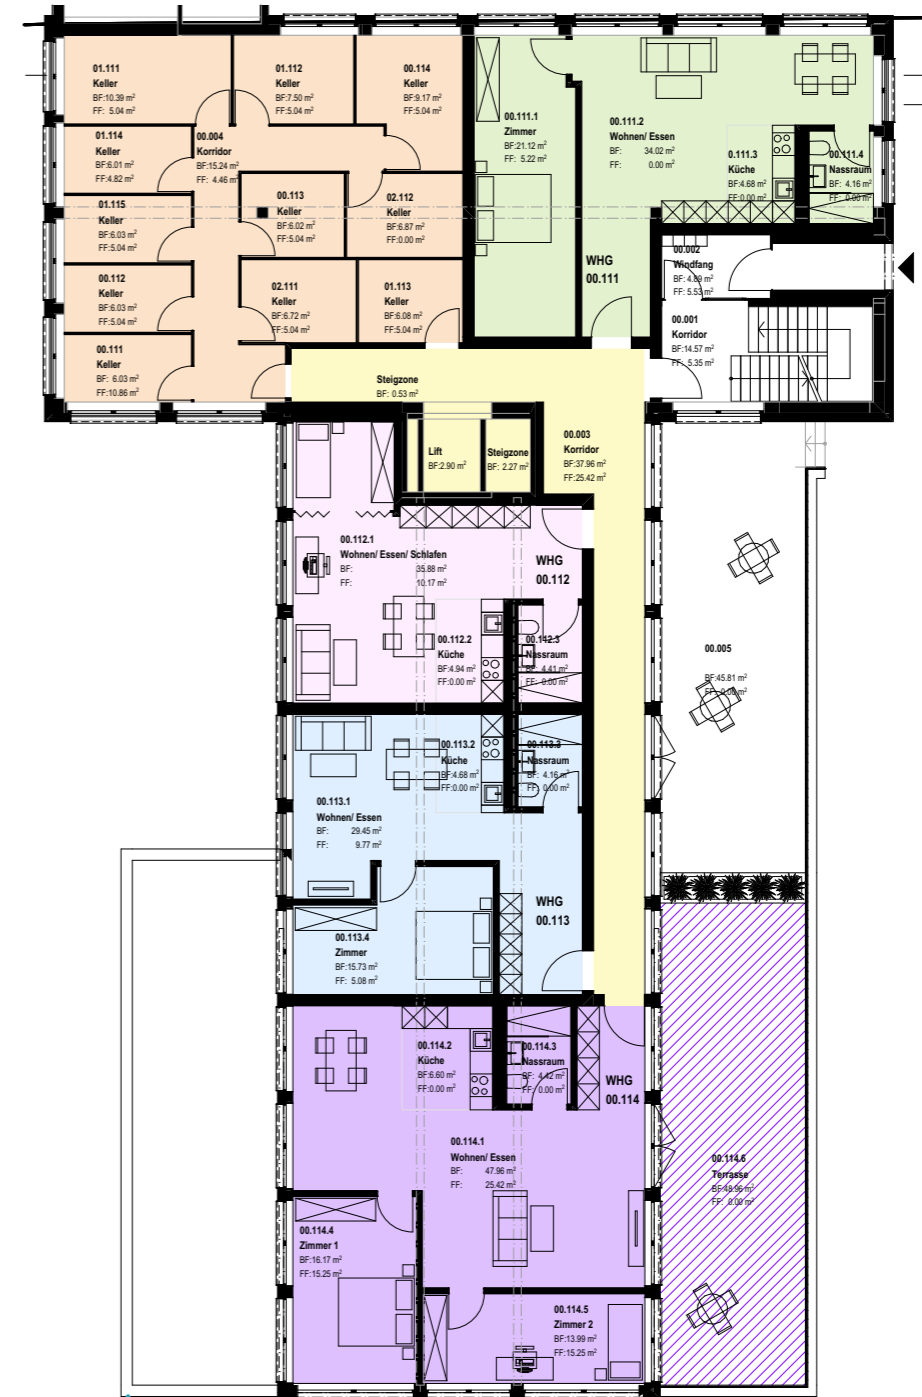 01.111
Keller
BF:10.39 m²
FF: 5.04 m²
01.112
Keller
BF:7.50 m²
FF:5.04 m²
00.114
Keller
BF:9.17 m²
FF:5.04 m²
01.114
Keller
BF:6.01 m²
FF:4.82 m²
00.004
Korridor
BF:15.24 m²
FF: 4.46 m²
01.115
Keller
BF:6.03 m²
FF:5.04 m²
00.113
Keller
BF:6.02 m²
FF:5.04 m²
02.112
Keller
BF:6.87 m²
FF:0.00 m²
00.112
Keller
BF:6.03 m²
FF:5.04 m²
02.111
Keller
BF:6.72 m²
FF:5.04 m²
01.113
Keller
BF:6.08 m²
FF:5.04 m²
00.111
Keller
BF: 6.03 m²
FF:10.86 m²
00.111.1
Zimmer
BF:21.12 m²
FF: 5.22 m²
00.111.2
Wohnen/ Essen
BF: 34.02 m²
FF: 0.00 m²
0.111.3
Küche
BF:4.68 m²
FF:0.00 m²
00.111.4
Nassraum
BF: 4.16 m²
FF: 0.00 m²
WHG
00.111
00.002
Windfang
BF: 4.89 m²
FF: 5.53 m²
00.001
Korridor
BF:14.57 m²
FF: 5.35 m²
Steigzone
BF: 0.53 m²
Lift
BF:2.90 m²
Steigzone
BF: 2.27 m²
00.003
Korridor
BF:37.96 m²
FF:25.42 m²
00.112.1
Wohnen/ Essen/ Schlafen
BF: 35.88 m²
FF: 10.17 m²
WHG
00.112
00.112.2
Küche
BF:4.94 m²
FF:0.00 m²
00.112.3
Nassraum
BF: 4.41 m²
FF: 0.00 m²
00.005
BF:45.81 m²
FF: 0.00 m²
00.113.2
Küche
BF:4.68 m²
FF:0.00 m²
00.113.3
Nassraum
BF: 4.16 m²
FF: 0.00 m²
00.113.1
Wohnen/ Essen
BF: 29.45 m²
FF: 9.77 m²
WHG
00.113
00.113.4
Zimmer
BF:15.73 m²
FF: 5.08 m²
00.114.2
Küche
BF:6.60 m²
FF:0.00 m²
00.114.3
Nassraum
BF: 4.42 m²
FF: 0.00 m²
WHG
00.114
00.114.1
Wohnen/ Essen
BF: 47.96 m²
FF: 25.42 m²
00.114.6
Terrasse
BF:48.96 m²
FF: 0.00 m²
00.114.4
Zimmer 1
BF:16.17 m²
FF:15.25 m²
00.114.5
Zimmer 2
BF:13.99 m²
FF:15.25 m²